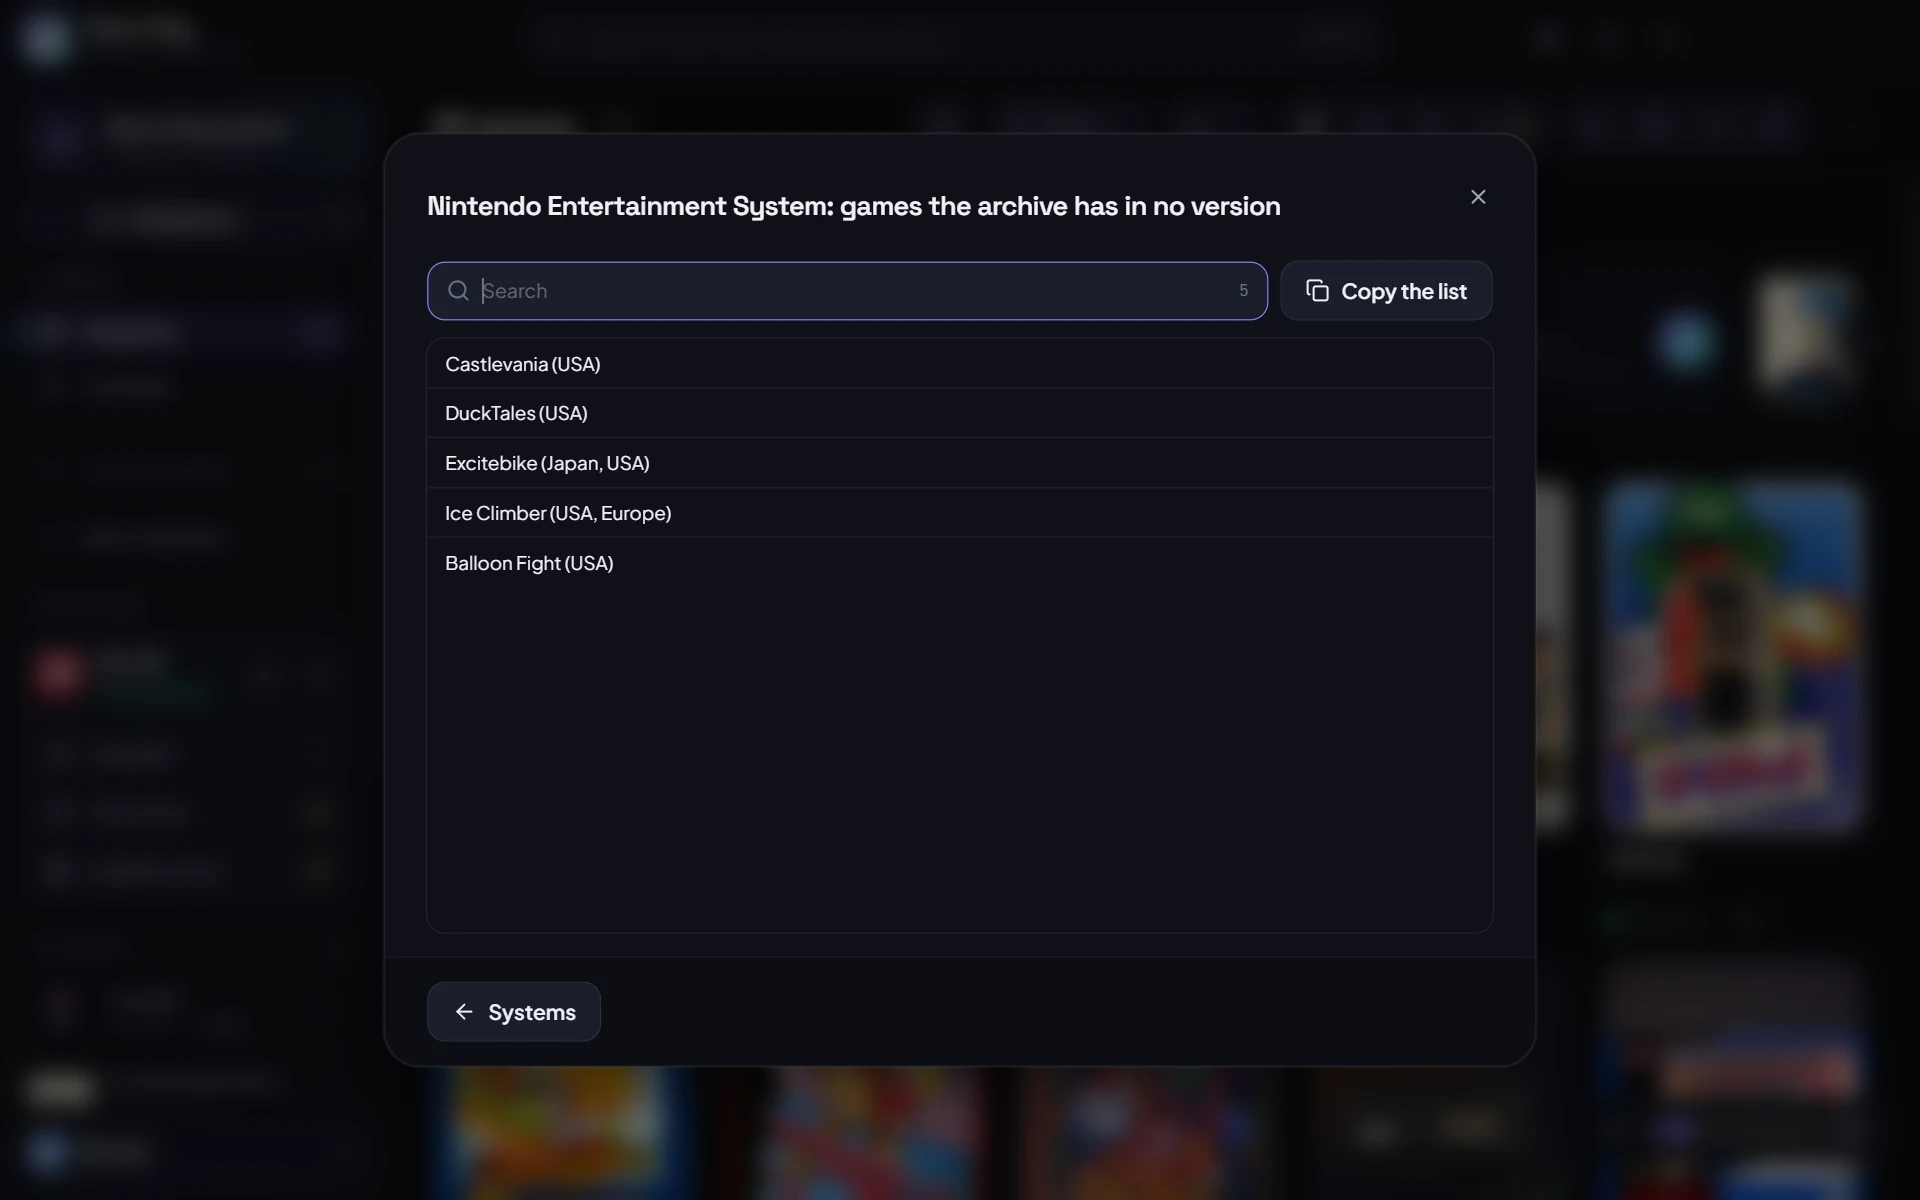 Nintendo Entertainment System: games the archive has in no version
Search
5
Copy the list
Castlevania (USA)
DuckTales (USA)
Excitebike (Japan, USA)
Ice Climber (USA, Europe)
Balloon Fight (USA)
Systems